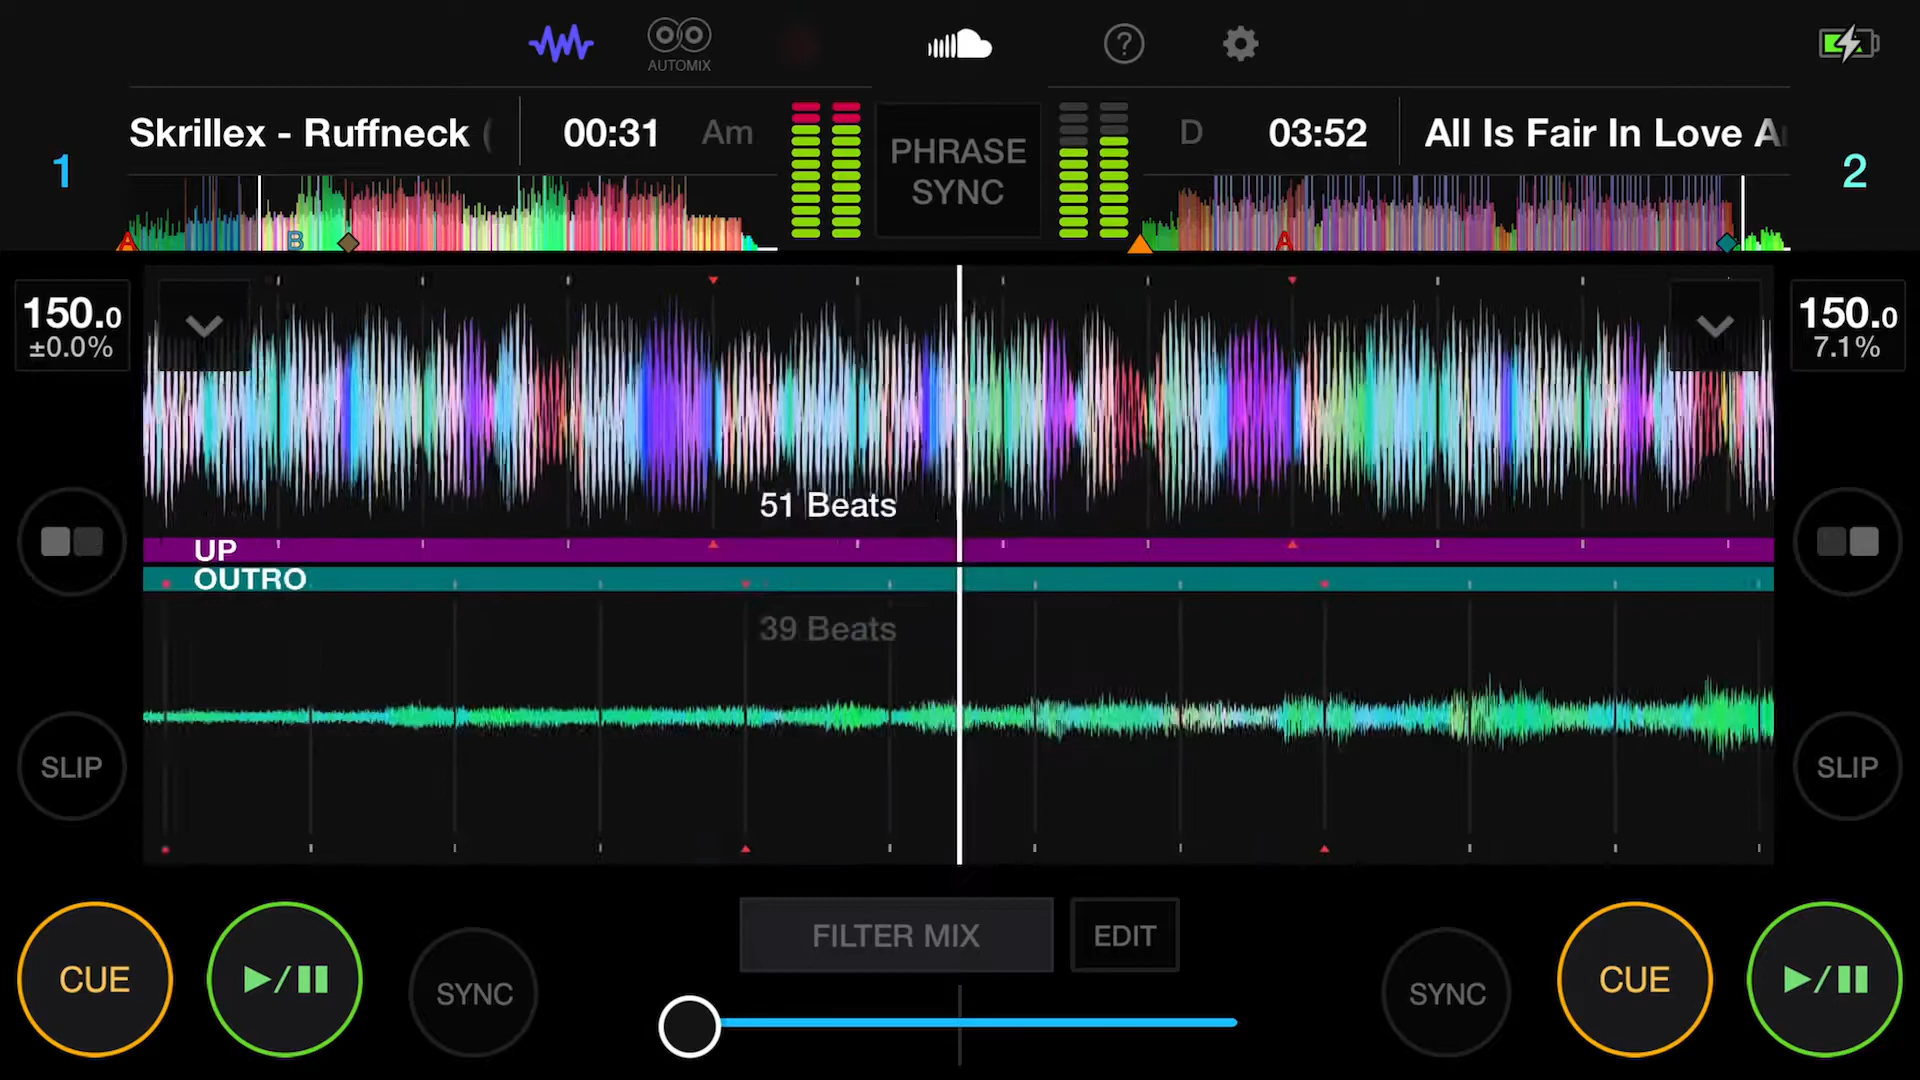 AUTOMIX
?
1
Skrillex - Ruffneck (
00:31
Am
PHRASE
SYNC
D
03:52
All Is Fair In Love A
2
A
B
A
150.0
±0.0%
150.0
7.1%
51 Beats
UP
OUTRO
39 Beats
SLIP
SLIP
CUE
SYNC
FILTER MIX
EDIT
SYNC
CUE